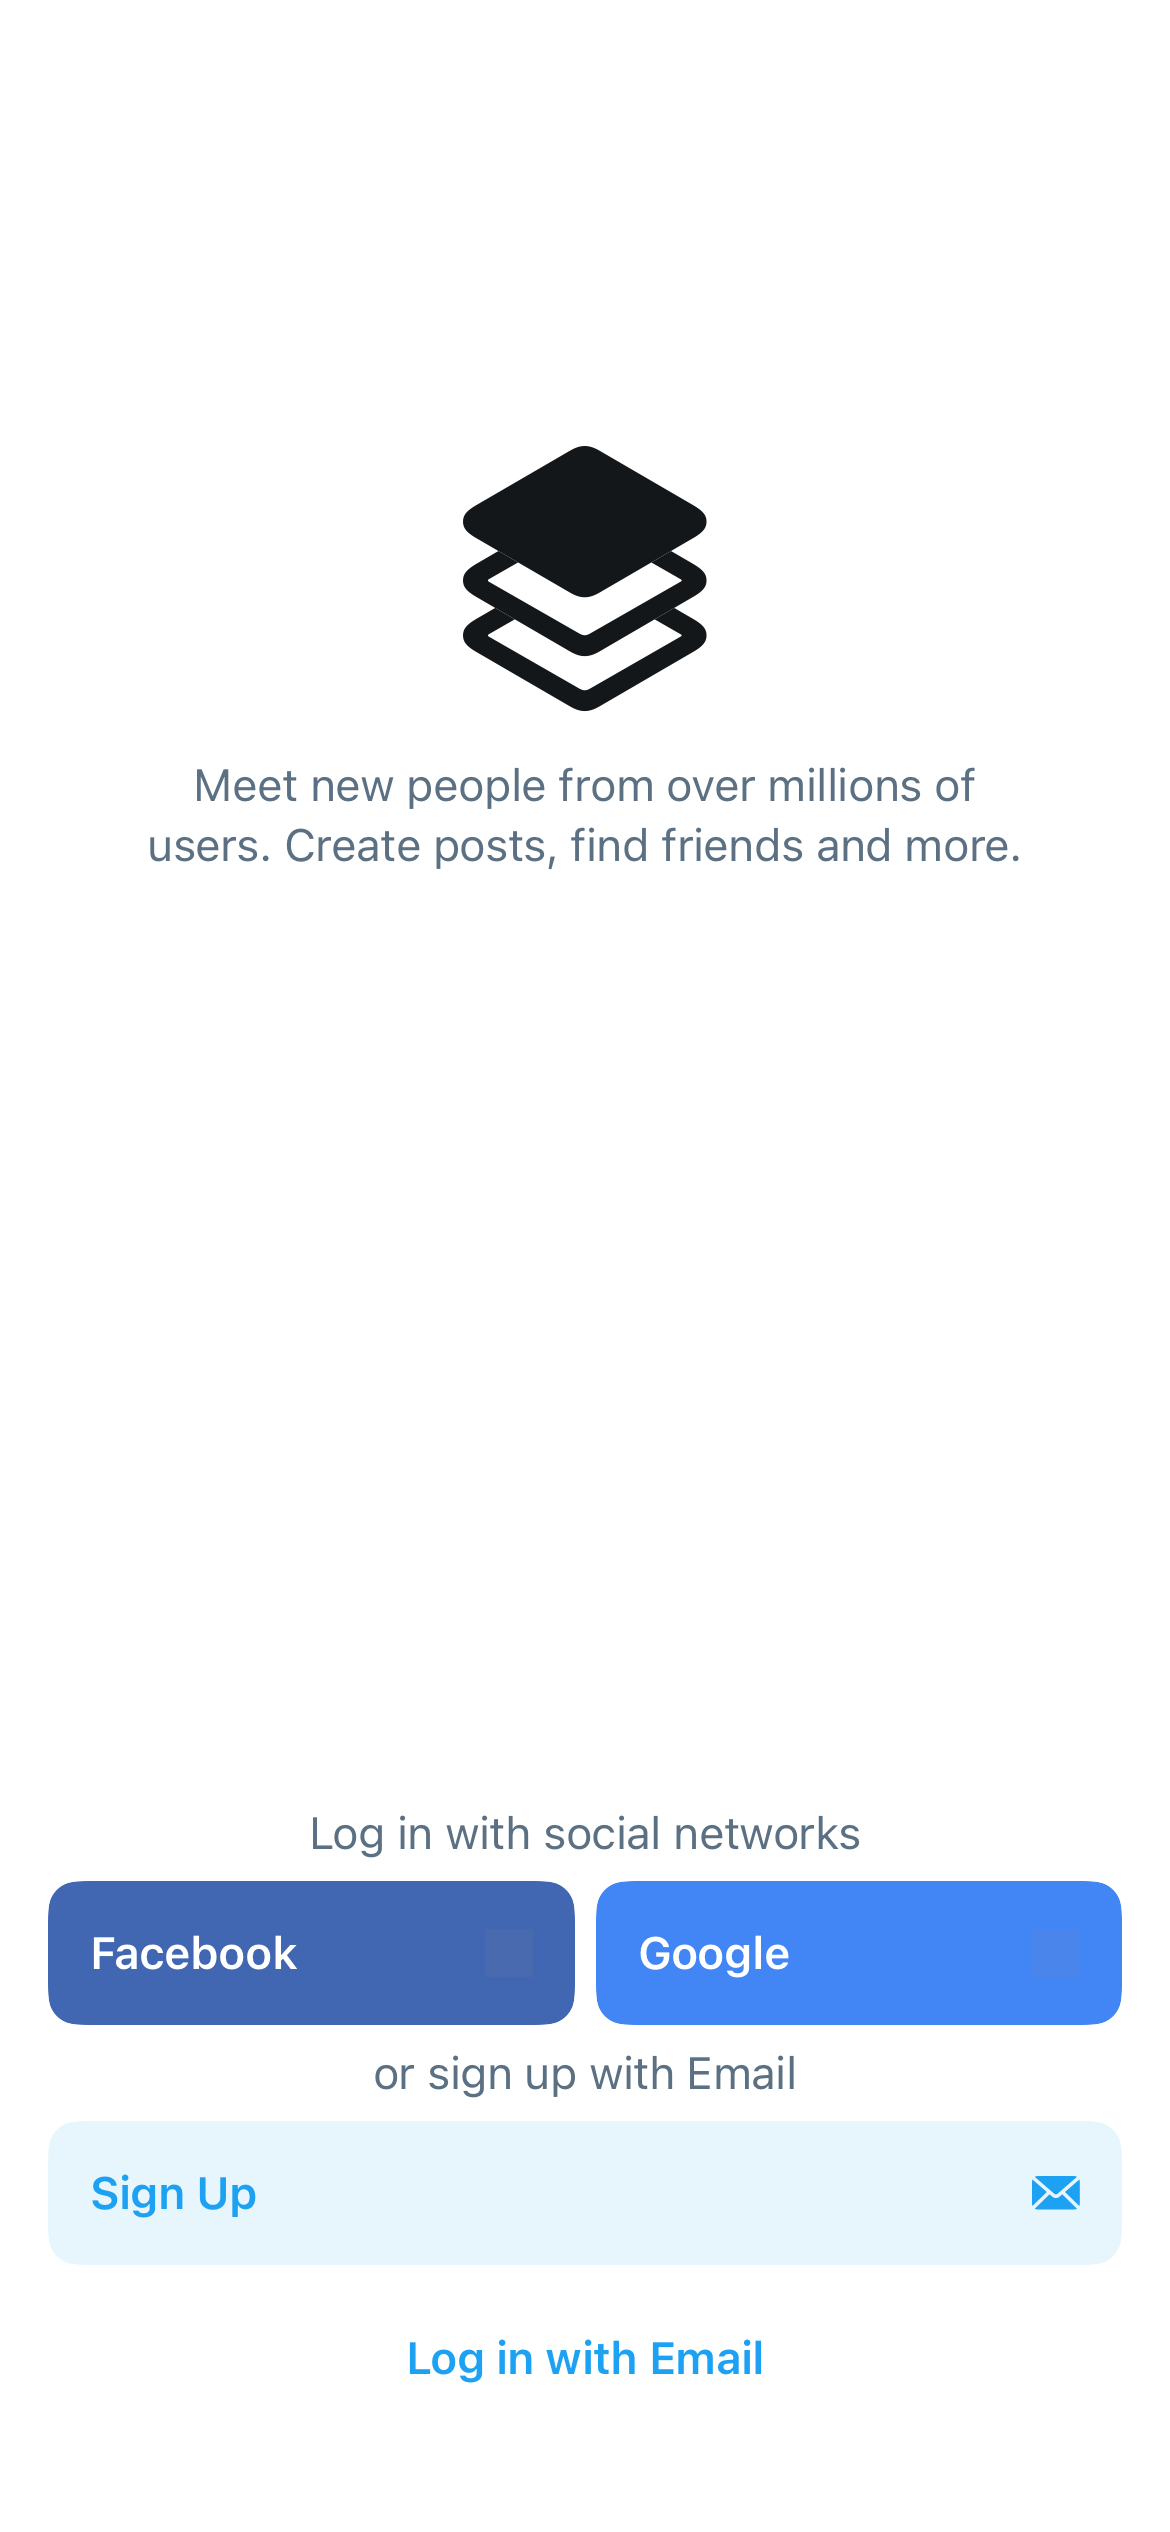 Meet new people from over millions of
users. Create posts, find friends and more.
Log in with social networks
Facebook
Google
or sign up with Email
Sign Up
Log in with Email